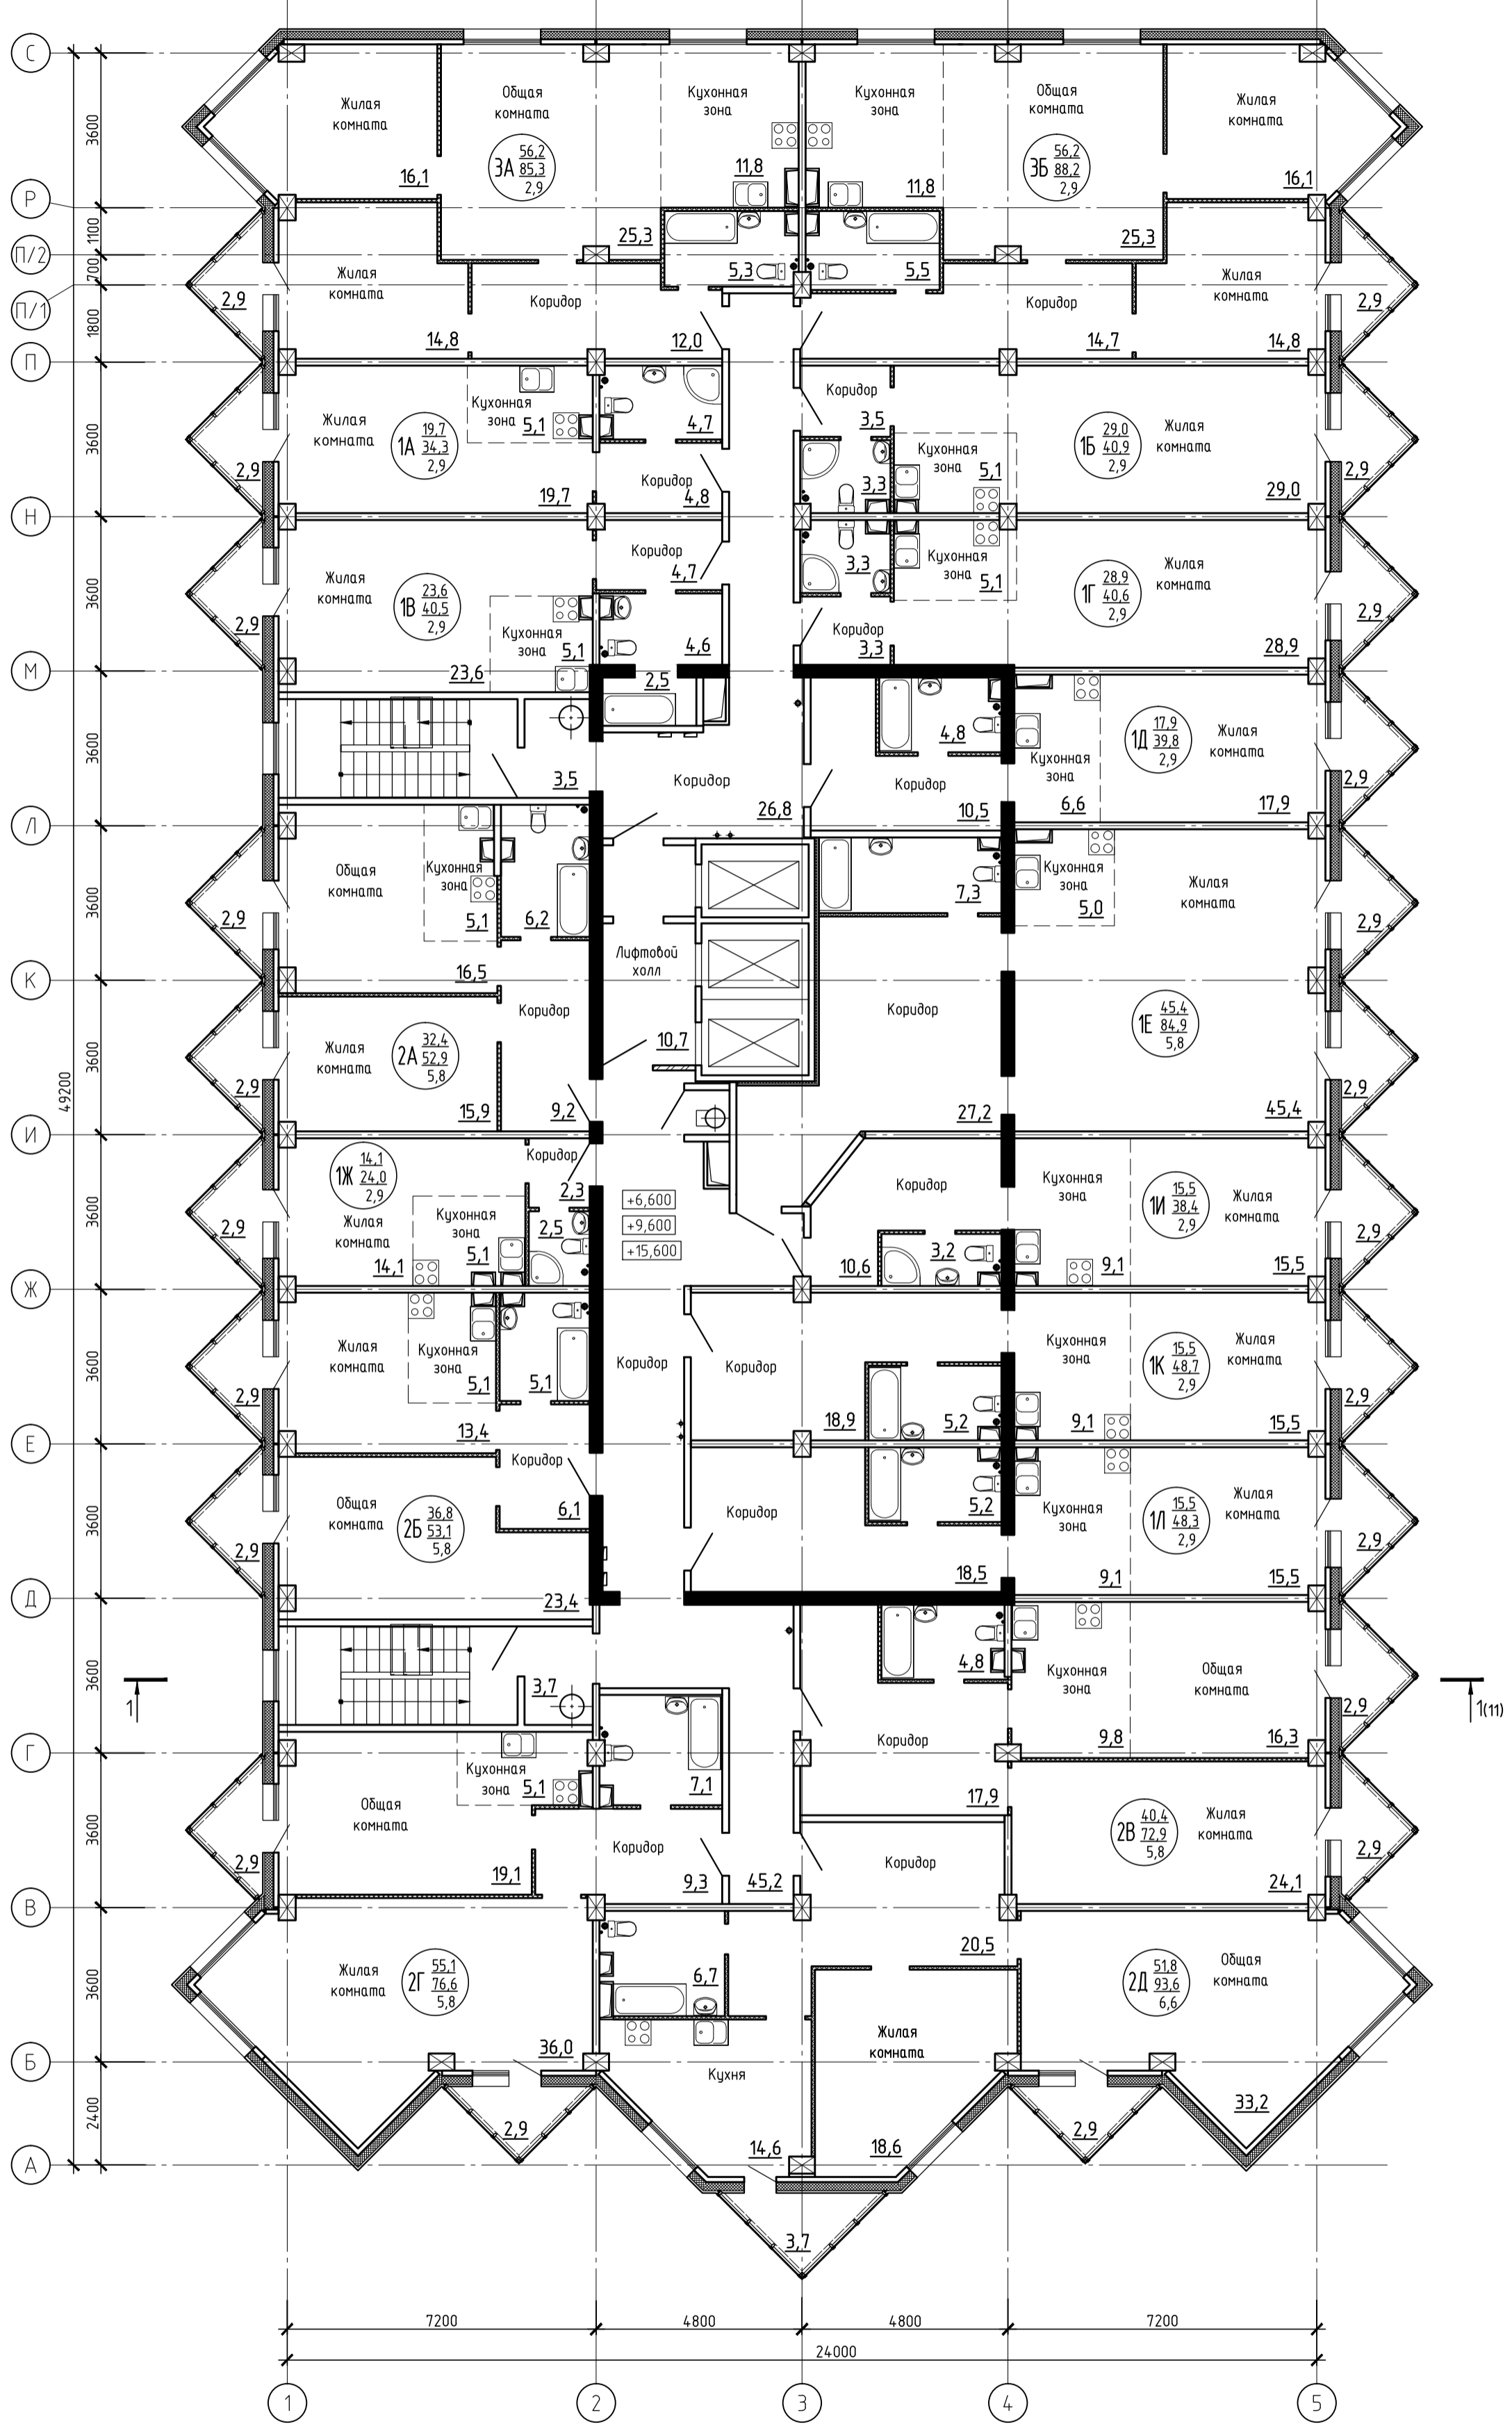 С
Р
П/2
П/1
П
Н
М
Л
К
И
Ж
Е
Д
Г
В
Б
А
3600
1100
700
1800
3600
3600
3600
3600
3600
3600
3600
3600
3600
3600
3600
2400
49200
Жилая
комната
16,1
Общая
комната
3А
56,2
85,3
2,9
25,3
Кухонная
зона
11,8
Кухонная
зона
11,8
Общая
комната
3Б
56,2
88,2
2,9
25,3
Жилая
комната
16,1
5,3
5,5
Жилая
комната
2,9
14,8
Коридор
12,0
Коридор
14,7
Жилая
комната
14,8
2,9
Жилая
комната
1А
19,7
34,3
2,9
Кухонная
зона
5,1
4,7
19,7
Коридор
4,8
2,9
Коридор
3,5
3,3
Кухонная
зона
5,1
1Б
29,0
40,9
2,9
Жилая
комната
29,0
2,9
Жилая
комната
1В
23,6
40,5
2,9
Коридор
4,7
Кухонная
зона
5,1
4,6
23,6
2,9
3,3
Кухонная
зона
5,1
Коридор
3,3
1Г
28,9
40,6
2,9
Жилая
комната
28,9
2,9
2,5
3,5
Коридор
26,8
4,8
Коридор
10,5
Кухонная
зона
6,6
1Д
17,9
39,8
2,9
Жилая
комната
17,9
2,9
Общая
комната
Кухонная
зона
5,1
6,2
16,5
2,9
Лифтовой
холл
10,7
7,3
Кухонная
зона
5,0
Жилая
комната
2,9
Жилая
комната
2А
32,4
52,9
5,8
15,9
Коридор
9,2
2,9
Коридор
27,2
1Е
45,4
84,9
5,8
45,4
2,9
1Ж
14,1
24,0
2,9
Жилая
комната
14,1
Кухонная
зона
5,1
Коридор
2,3
2,5
2,9
+6,600
+9,600
+15,600
Коридор
10,6
3,2
Кухонная
зона
9,1
1И
15,5
38,4
2,9
Жилая
комната
15,5
2,9
Жилая
комната
Кухонная
зона
5,1
5,1
13,4
2,9
Коридор
Коридор
18,9
5,2
Кухонная
зона
9,1
1К
15,5
48,7
2,9
Жилая
комната
15,5
2,9
Общая
комната
2Б
36,8
53,1
5,8
Коридор
6,1
23,4
2,9
Коридор
18,5
5,2
Кухонная
зона
9,1
1Л
15,5
48,3
2,9
Жилая
комната
15,5
2,9
1
3,7
4,8
Коридор
17,9
Кухонная
зона
9,8
Общая
комната
16,3
2,9
1(11)
Общая
комната
Кухонная
зона
5,1
7,1
19,1
Коридор
9,3
45,2
2,9
Коридор
20,5
2В
40,4
72,9
5,8
Жилая
комната
24,1
2,9
Жилая
комната
2Г
55,1
76,6
5,8
36,0
2,9
6,7
Кухня
14,6
Жилая
комната
18,6
2Д
51,8
93,6
6,6
Общая
комната
33,2
2,9
3,7
7200
4800
4800
7200
24000
1
2
3
4
5